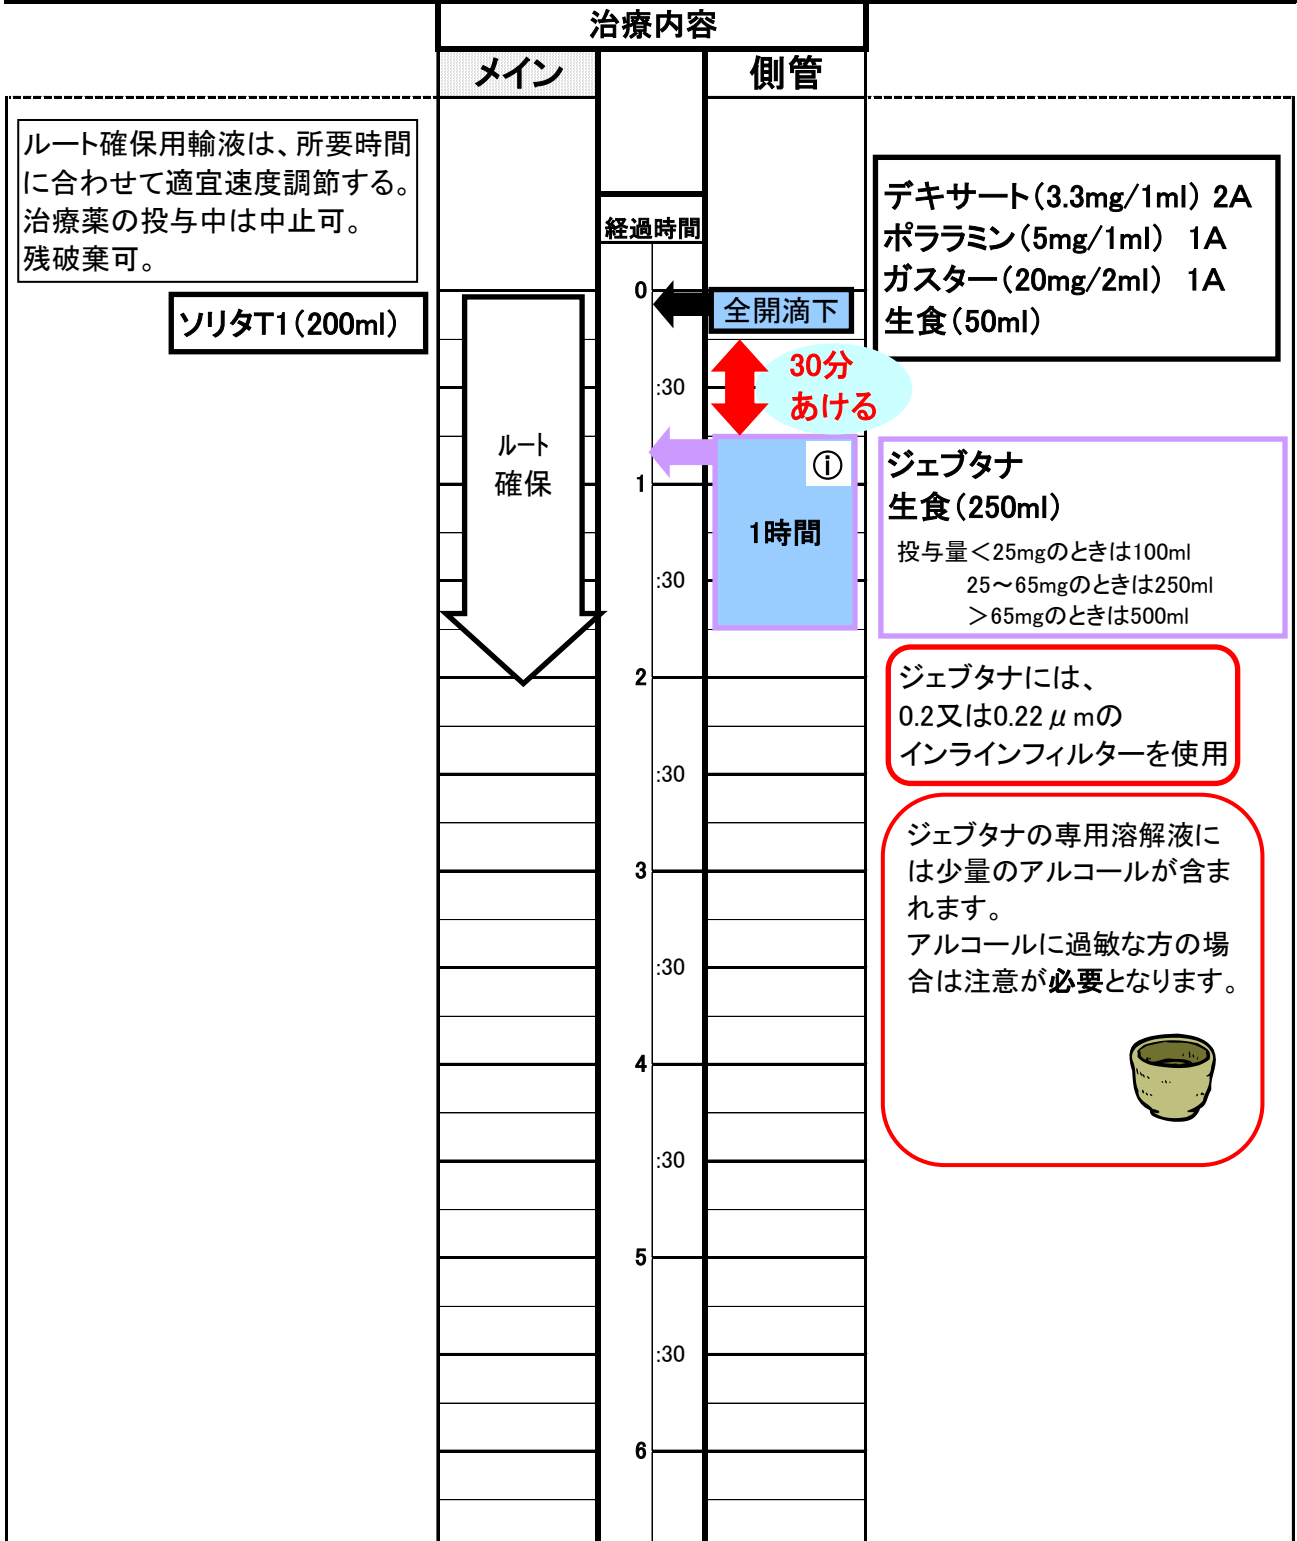 治療内容
メイン
側管
ルート確保用輸液は、所要時間
に合わせて適宜速度調節する。
治療薬の投与中は中止可。
残破棄可。
ソリタT1(200ml)
経過時間
0
:30
1
:30
2
:30
3
:30
4
:30
5
:30
6
ルート
確保
全開滴下
30分
あける
ⓘ
1時間
デキサート(3.3mg/1ml) 2A
ポララミン(5mg/1ml) 1A
ガスター(20mg/2ml) 1A
生食(50ml)
ジェブタナ
生食(250ml)
投与量<25mgのときは100ml
25~65mgのときは250ml
>65mgのときは500ml
ジェブタナには、
0.2又は0.22μmの
インラインフィルターを使用
ジェブタナの専用溶解液に
は少量のアルコールが含ま
れます。
アルコールに過敏な方の場
合は注意が必要となります。